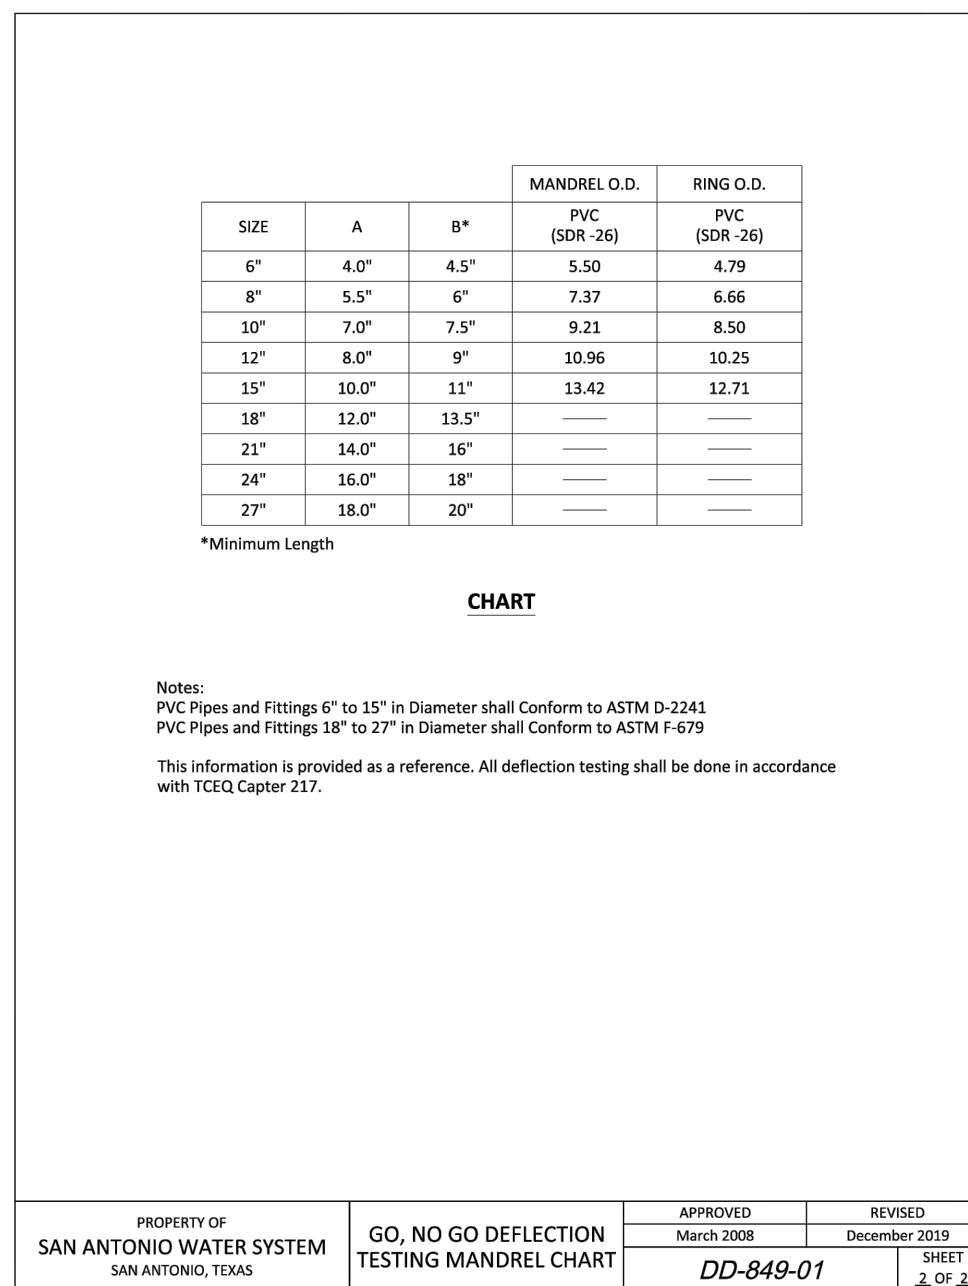 MANDREL O.D. RING O.D.
SIZE A B* PVC (SDR -26) PVC (SDR -26)
6" 4.0" 4.5" 5.50 4.79
8" 5.5" 6" 7.37 6.66
10" 7.0" 7.5" 9.21 8.50
12" 8.0" 9" 10.96 10.25
15" 10.0" 11" 13.42 12.71
18" 12.0" 13.5" —— ——
21" 14.0" 16" —— ——
24" 16.0" 18" —— ——
27" 18.0" 20" —— ——
*Minimum Length
CHART
Notes:
PVC Pipes and Fittings 6" to 15" in Diameter shall Conform to ASTM D-2241
PVC PIpes and Fittings 18" to 27" in Diameter shall Conform to ASTM F-679
This information is provided as a reference. All deflection testing shall be done in accordance
with TCEQ Capter 217.
PROPERTY OF
SAN ANTONIO WATER SYSTEM
SAN ANTONIO, TEXAS
GO, NO GO DEFLECTION
TESTING MANDREL CHART
APPROVED
March 2008
REVISED
December 2019
DD-849-01
SHEET
2 OF 2